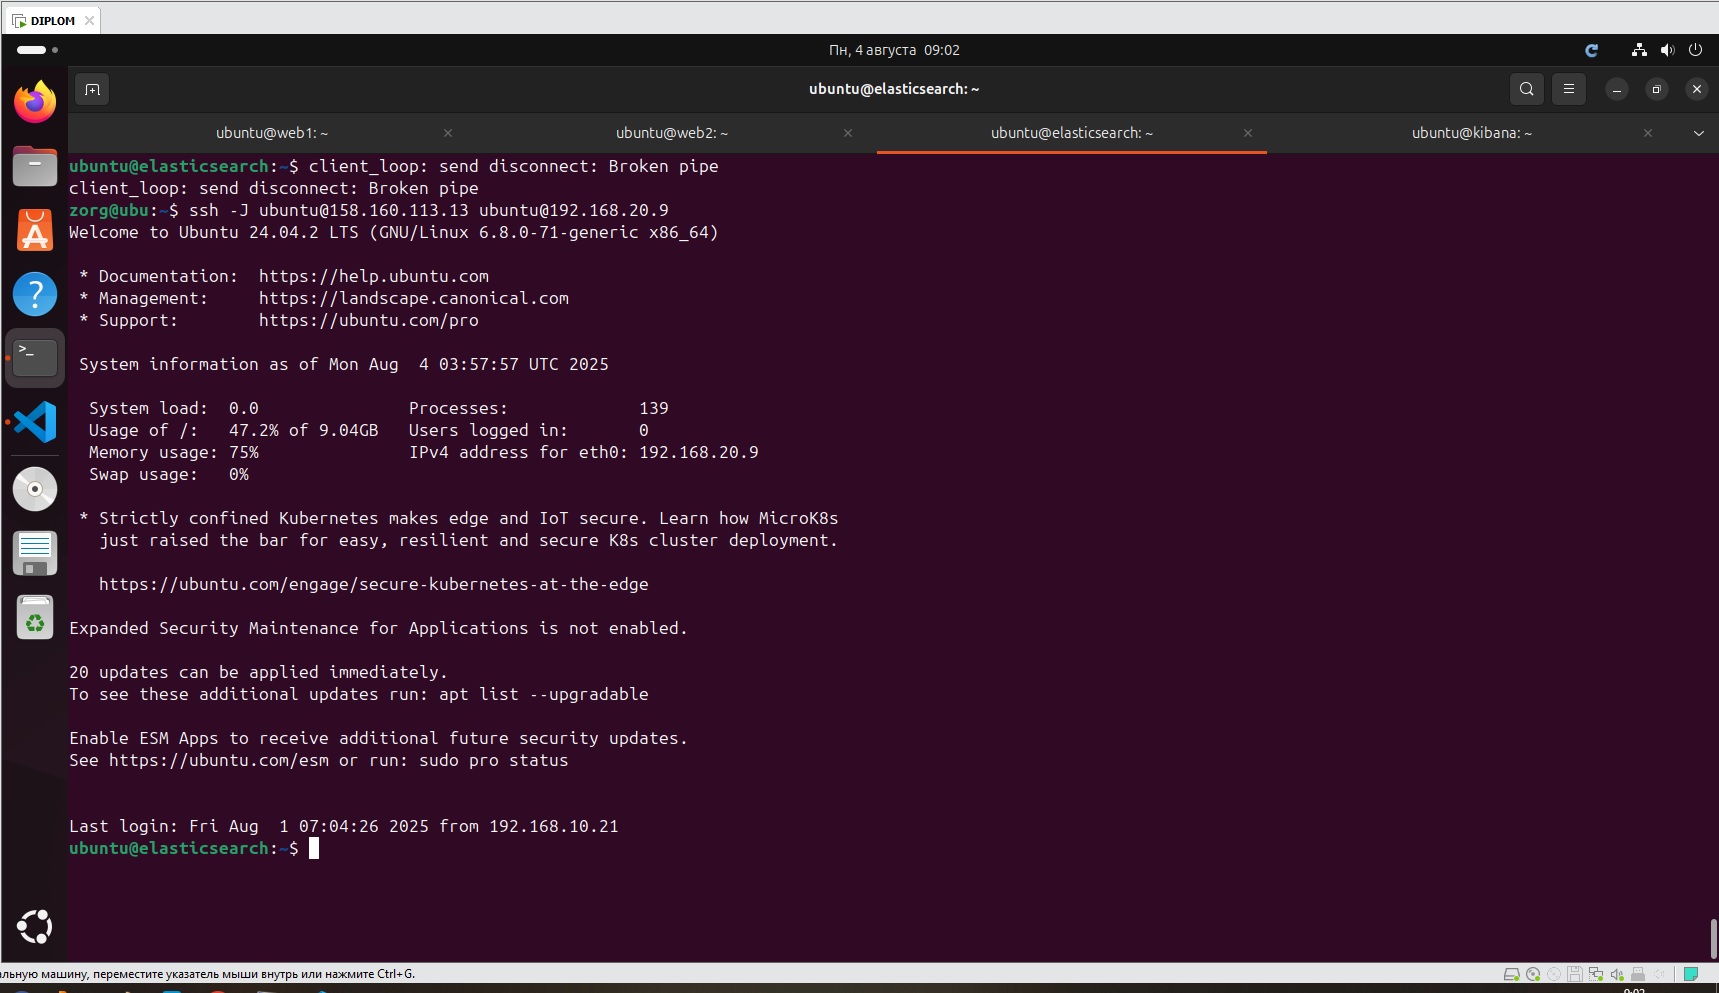 DIPLOM
Пн, 4 августа 09:02
ubuntu@elasticsearch: ~
ubuntu@web1: ~
ubuntu@web2: ~
ubuntu@elasticsearch: ~
ubuntu@kibana: ~
ubuntu@elasticsearch:~$ client_loop: send disconnect: Broken pipe
client_loop: send disconnect: Broken pipe
zorg@ubu:~$ ssh -J ubuntu@158.160.113.13 ubuntu@192.168.20.9
Welcome to Ubuntu 24.04.2 LTS (GNU/Linux 6.8.0-71-generic x86_64)
* Documentation:  https://help.ubuntu.com
* Management:     https://landscape.canonical.com
* Support:        https://ubuntu.com/pro
System information as of Mon Aug  4 03:57:57 UTC 2025
System load:  0.0               Processes:             139
Usage of /:   47.2% of 9.04GB   Users logged in:       0
Memory usage: 75%               IPv4 address for eth0: 192.168.20.9
Swap usage:   0%
* Strictly confined Kubernetes makes edge and IoT secure. Learn how MicroK8s
just raised the bar for easy, resilient and secure K8s cluster deployment.
https://ubuntu.com/engage/secure-kubernetes-at-the-edge
Expanded Security Maintenance for Applications is not enabled.
20 updates can be applied immediately.
To see these additional updates run: apt list --upgradable
Enable ESM Apps to receive additional future security updates.
See https://ubuntu.com/esm or run: sudo pro status
Last login: Fri Aug  1 07:04:26 2025 from 192.168.10.21
ubuntu@elasticsearch:~$
альную машину, переместите указатель мыши внутрь или нажмите Ctrl+G.